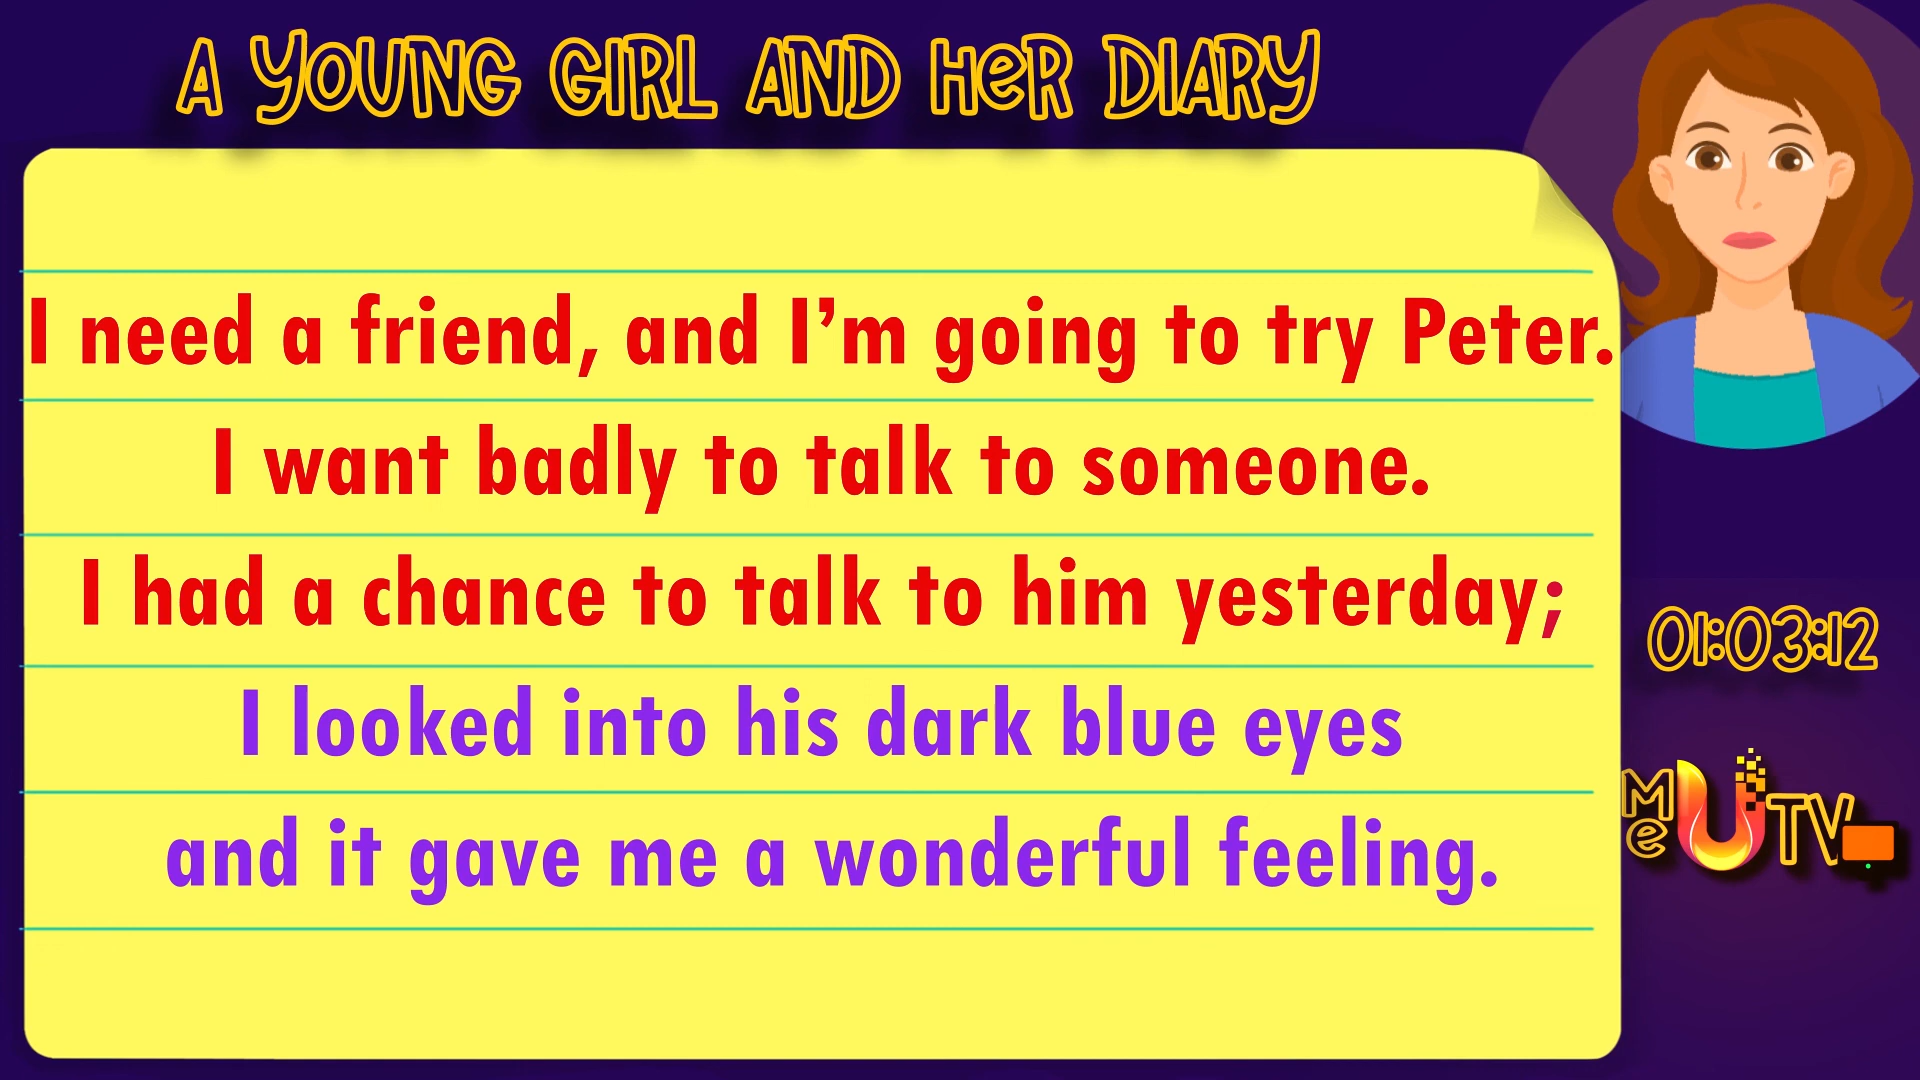 A YOUNG GIRL AND HeR DIARY
I need a friend, and I’m going to try Peter.
I want badly to talk to someone.
I had a chance to talk to him yesterday;
I looked into his dark blue eyes
and it gave me a wonderful feeling.
01:03:12
Me U TV